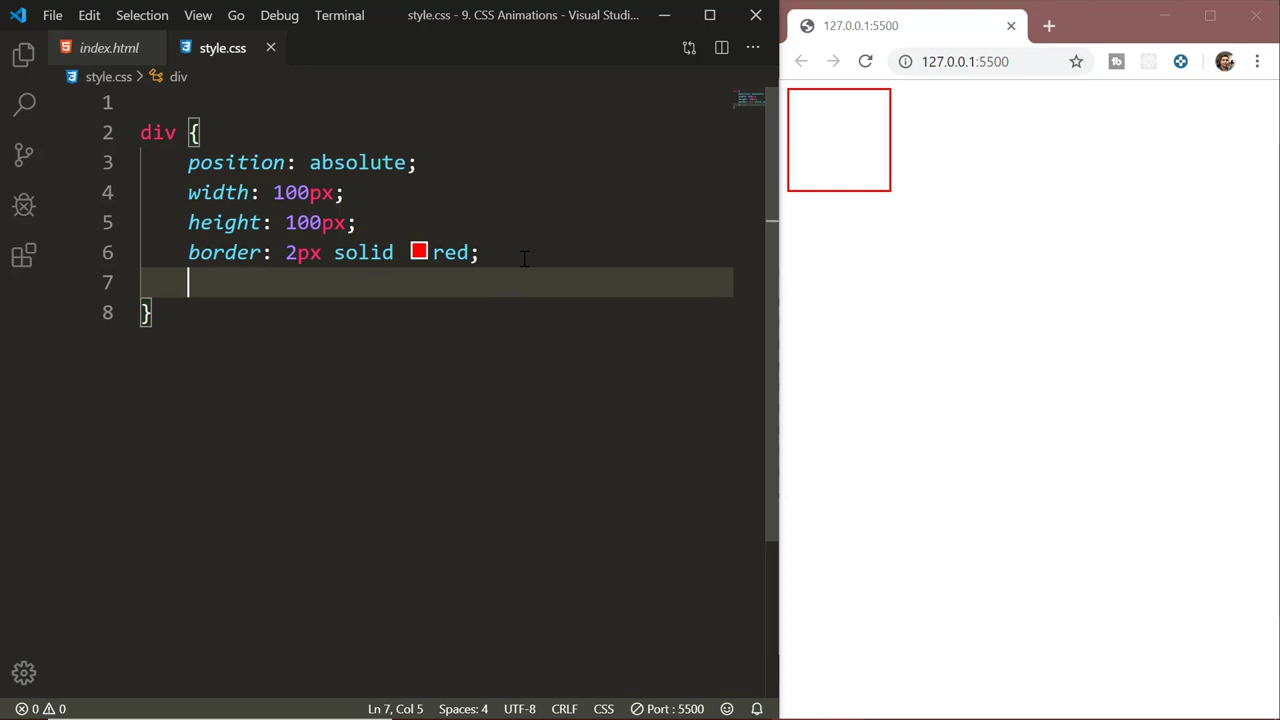 File Edit Selection View Go Debug Terminal style.css - 9. CSS Animations - Visual Studi...
127.0.0.1:5500
index.html style.css
127.0.0.1:5500
style.css > div
1
2 div {
3 position: absolute;
4 width: 100px;
5 height: 100px;
6 border: 2px solid red;
7
8 }
0 0 Ln 7, Col 5 Spaces: 4 UTF-8 CRLF CSS Port : 5500